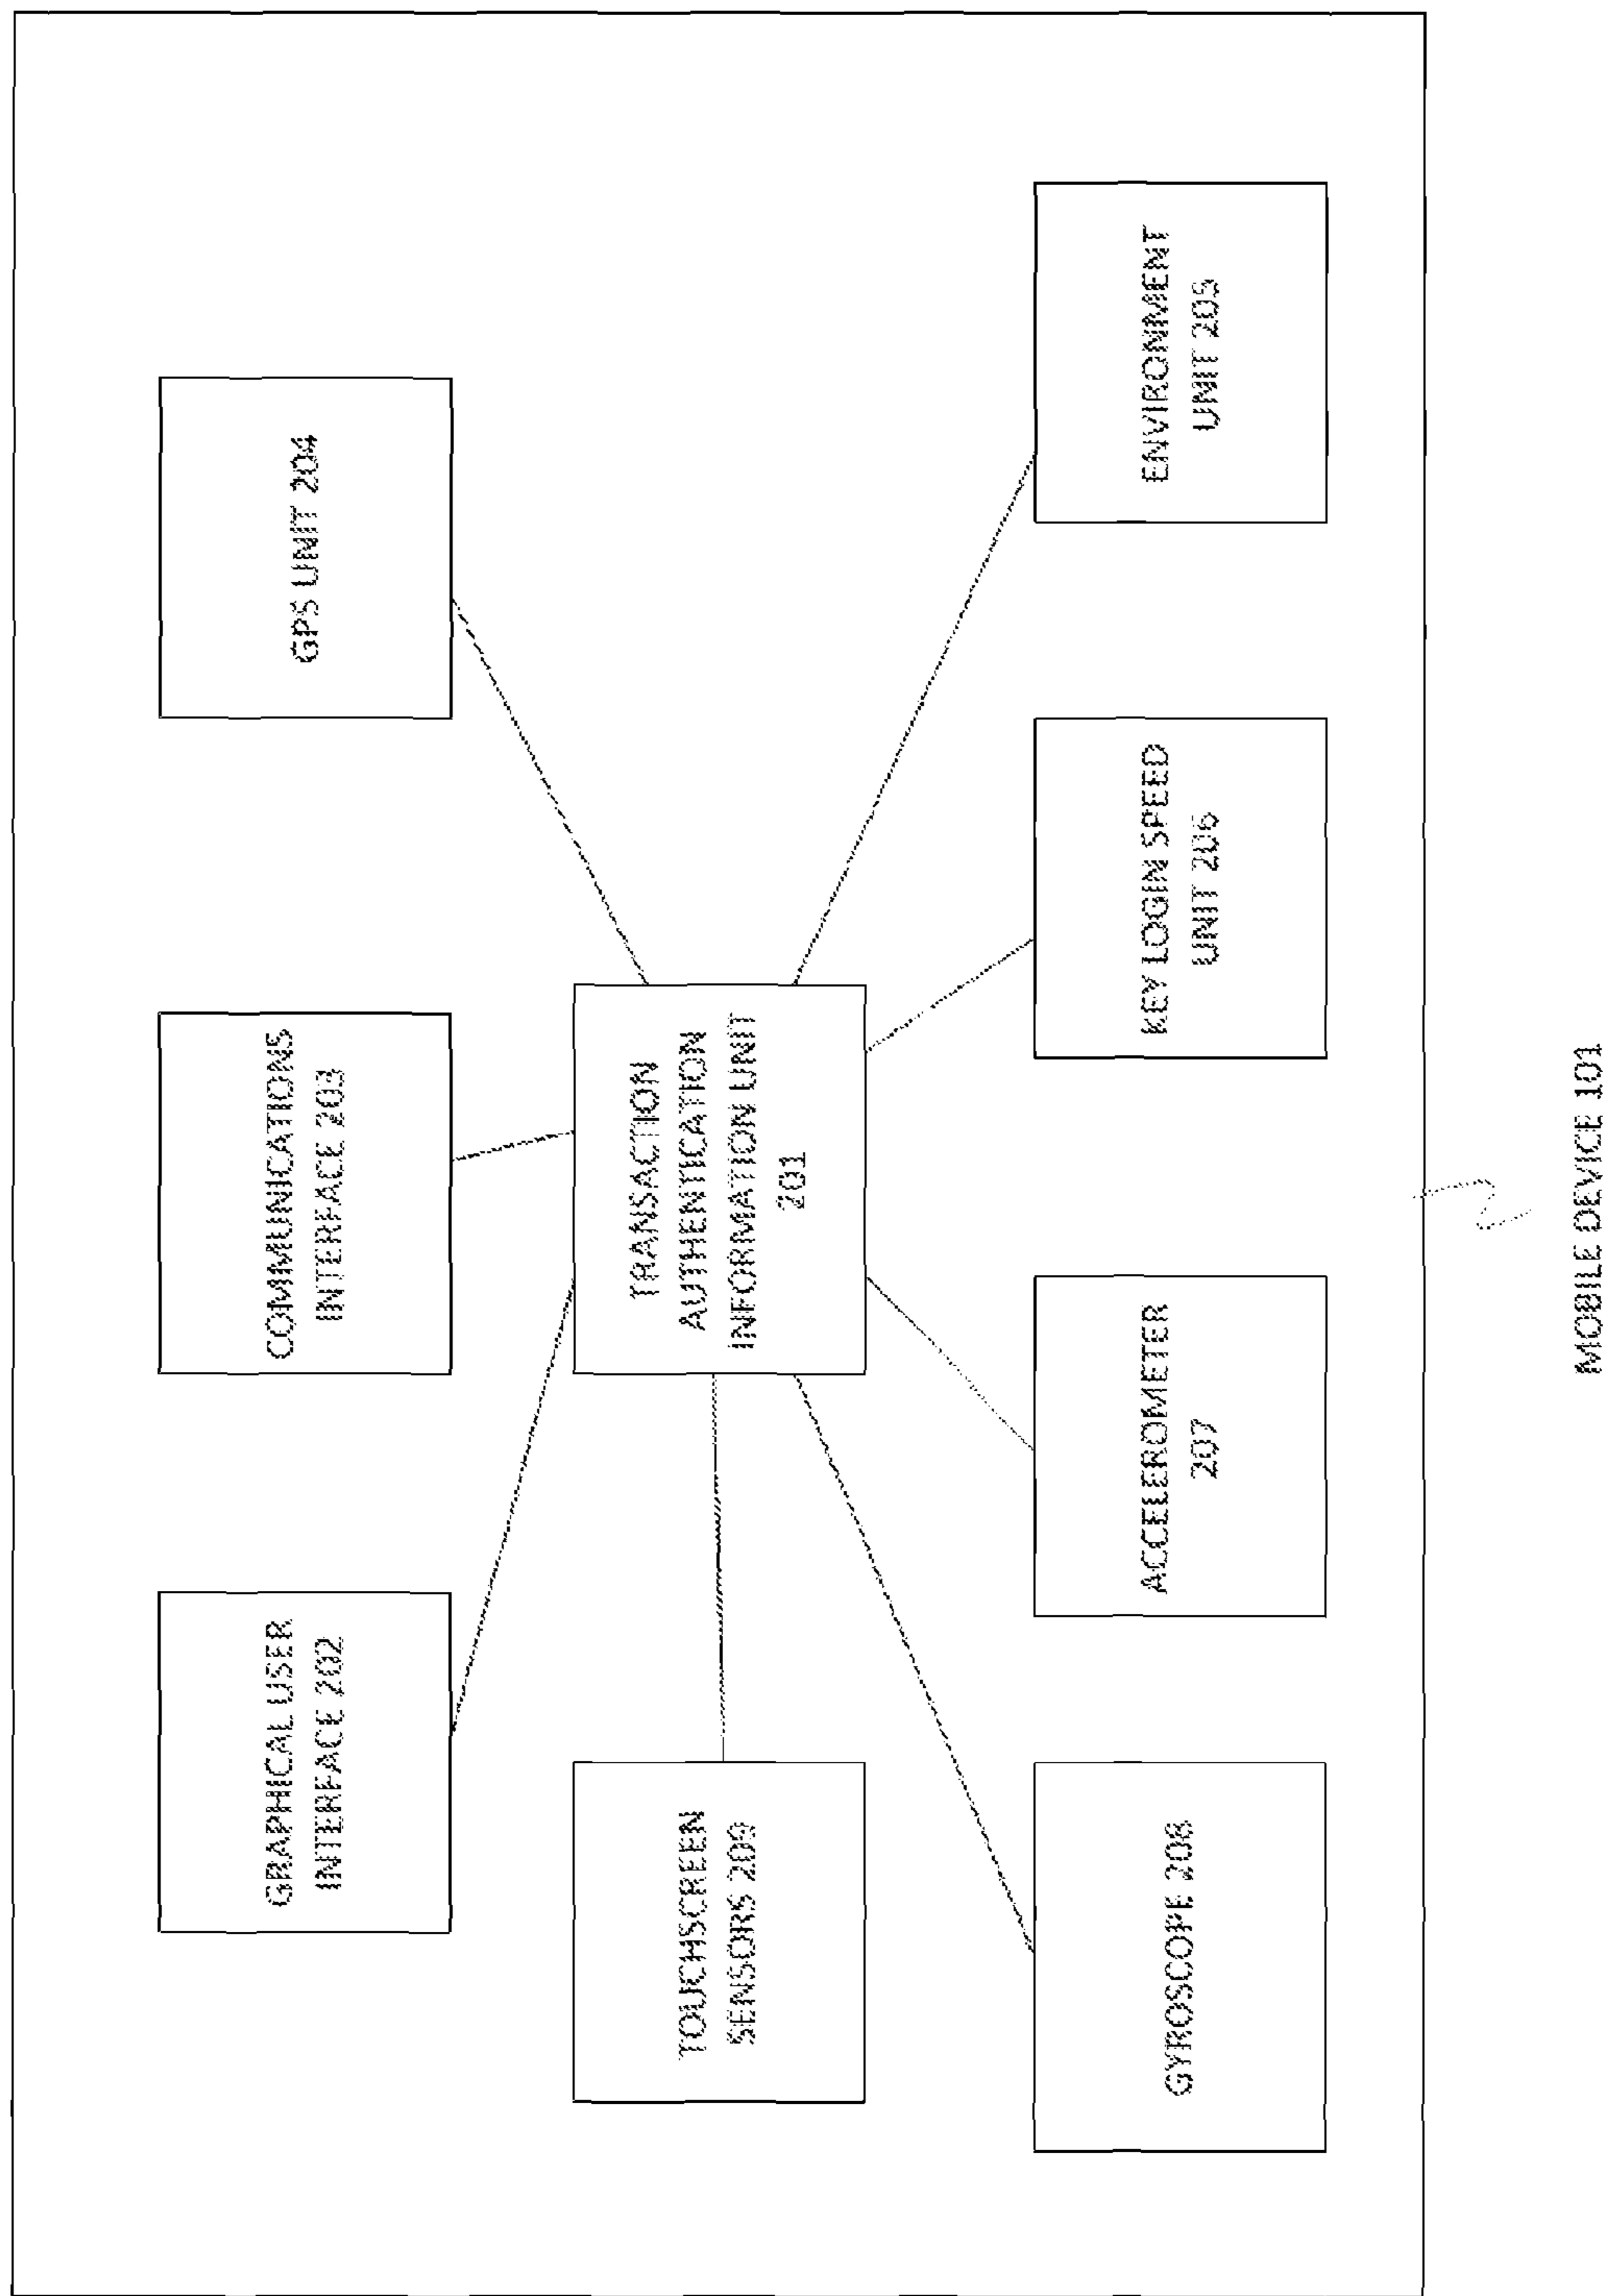 GRAPHICAL USER
INTERFACE 202
COMMUNICATIONS
INTERFACE 203
GPS UNIT 204
TOUCHSCREEN
SENSORS 209
TRANSACTION
AUTHENTICATION
INFORMATION UNIT
201
GYROSCOPE 208
ACCELEROMETER
207
KEY LOGIN SPEED
UNIT 206
ENVIRONMENT
UNIT 205
MOBILE DEVICE 101